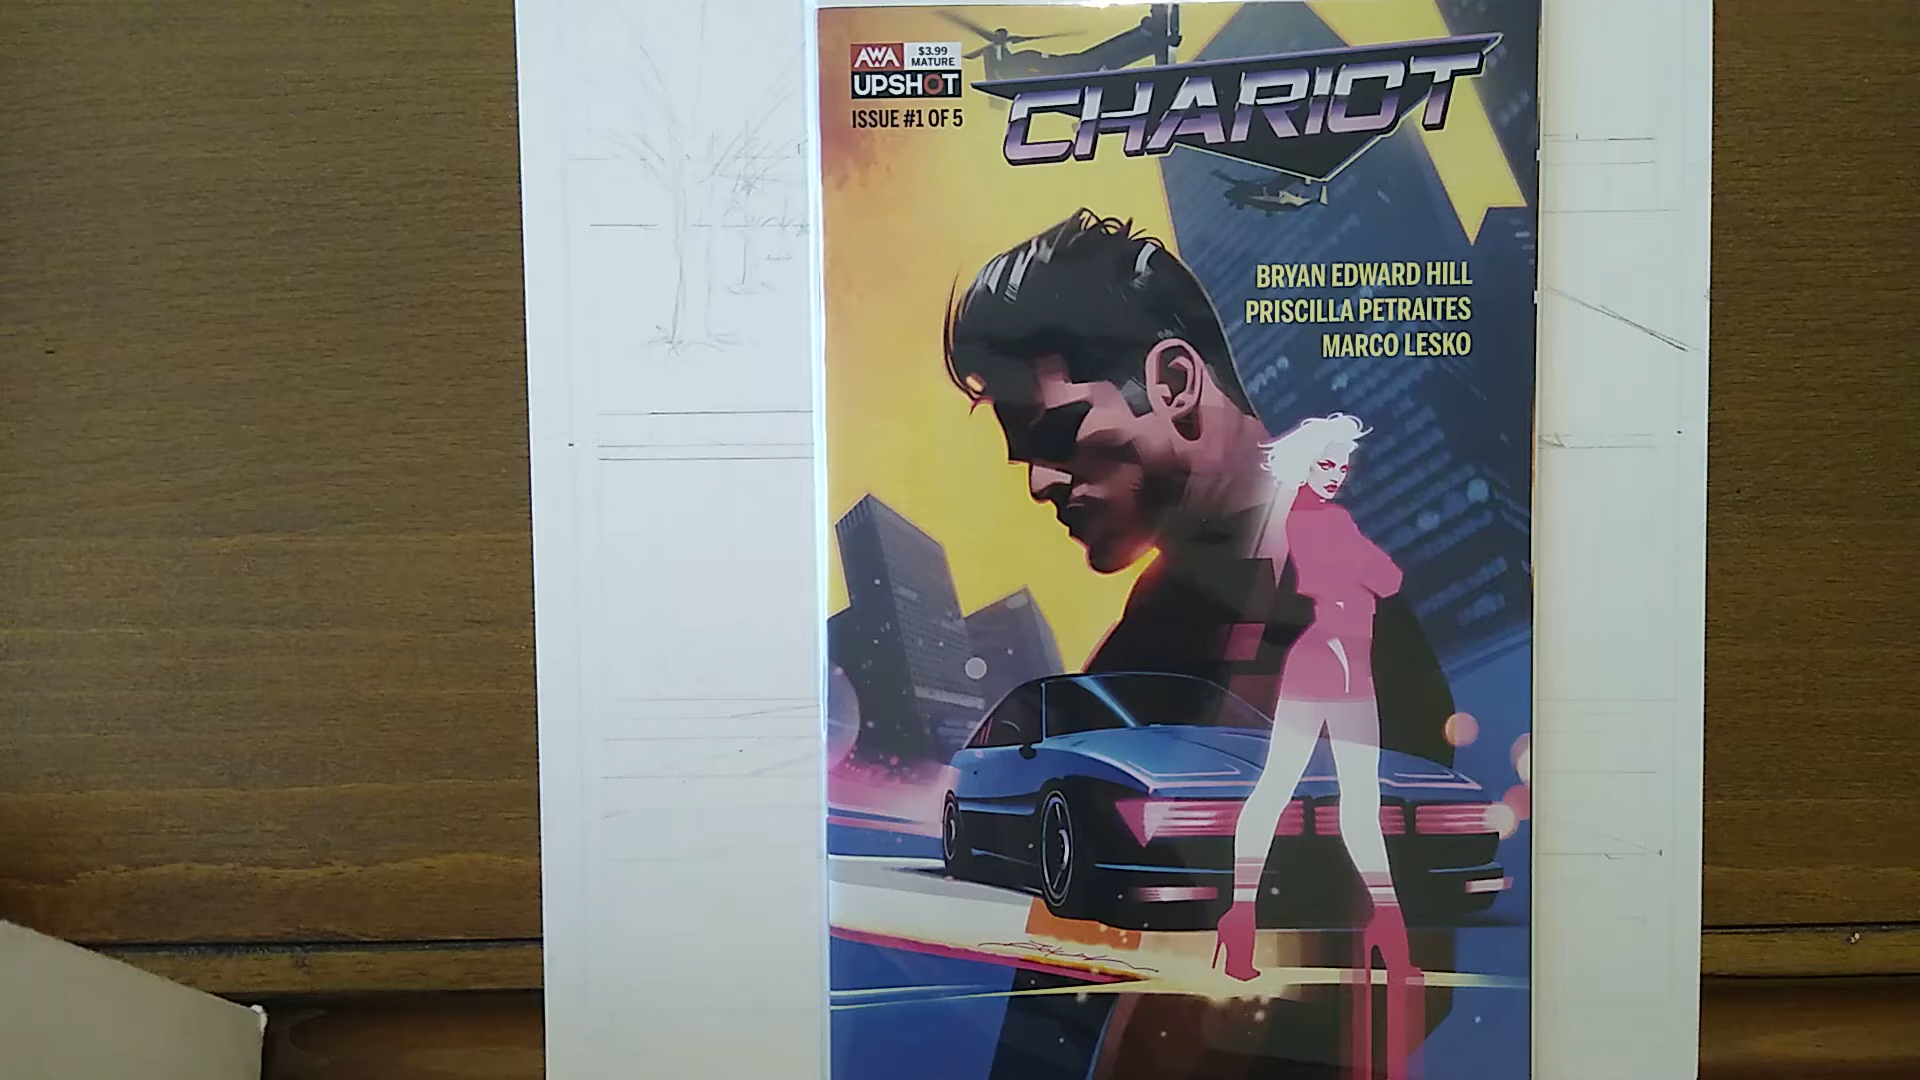 AWA
$3.99
MATURE
UPSHOT
ISSUE #1 OF 5
CHARIOT
BRYAN EDWARD HILL
PRISCILLA PETRAITES
MARCO LESKO